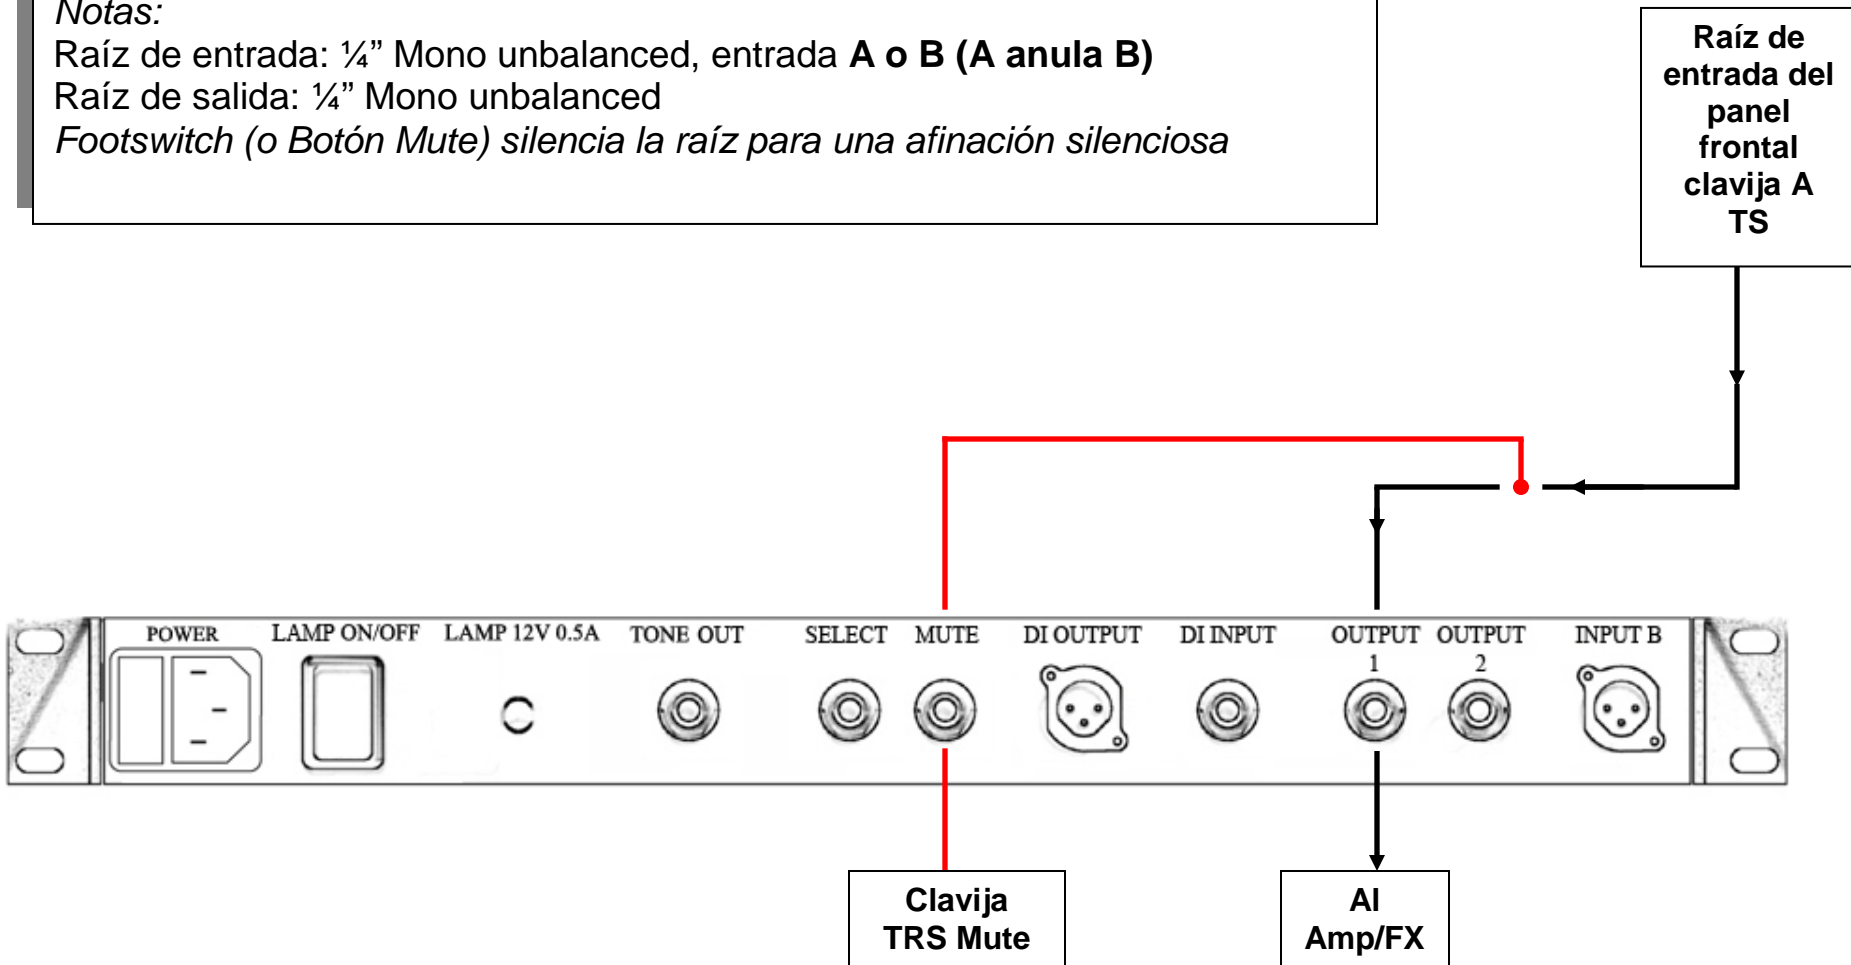 Notas:
Raíz de entrada: ¼” Mono unbalanced, entrada A o B (A anula B)
Raíz de salida: ¼” Mono unbalanced
Footswitch (o Botón Mute) silencia la raíz para una afinación silenciosa
Raíz de
entrada del
panel
frontal
clavija A
TS
POWER
LAMP ON/OFF
LAMP 12V 0.5A
TONE OUT
SELECT
MUTE
DI OUTPUT
DI INPUT
OUTPUT
1
OUTPUT
2
INPUT B
Clavija
TRS Mute
Al
Amp/FX